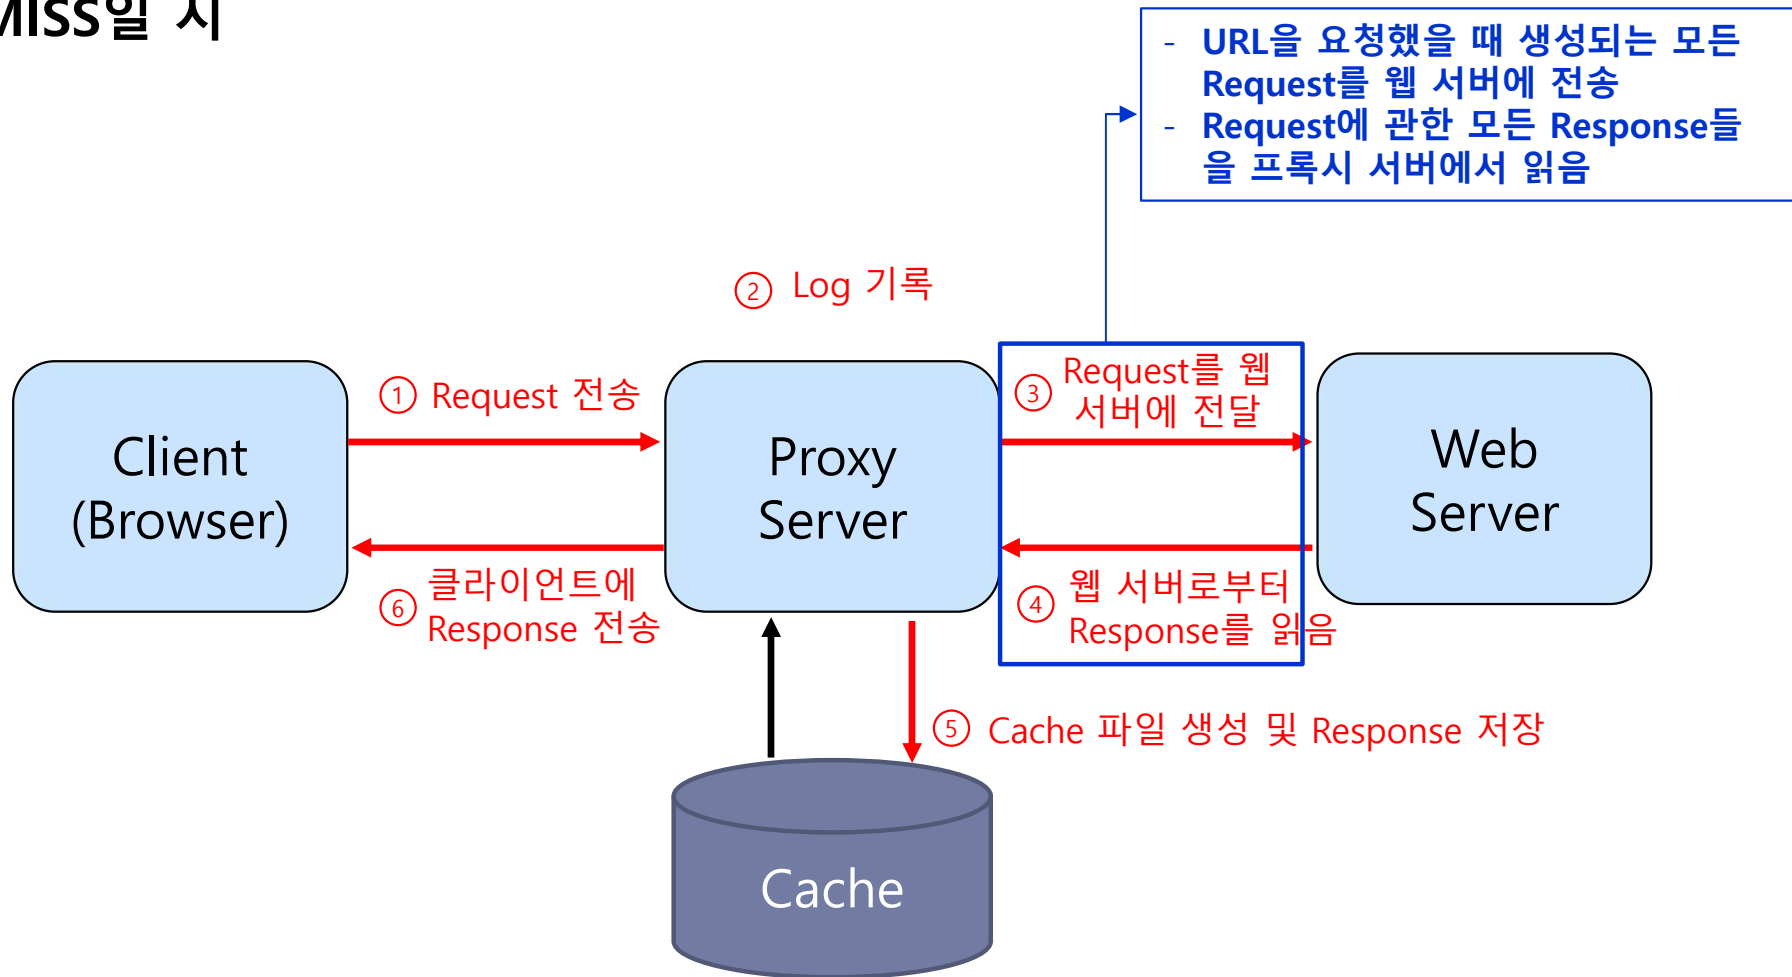 MISS일 시
- URL을 요청했을 때 생성되는 모든
Request를 웹 서버에 전송
- Request에 관한 모든 Response들
을 프록시 서버에서 읽음
② Log 기록
① Request 전송
③ Request를 웹
서버에 전달
Client
(Browser)
Proxy
Server
Web
Server
⑥ 클라이언트에
Response 전송
④ 웹 서버로부터
Response를 읽음
⑤ Cache 파일 생성 및 Response 저장
Cache